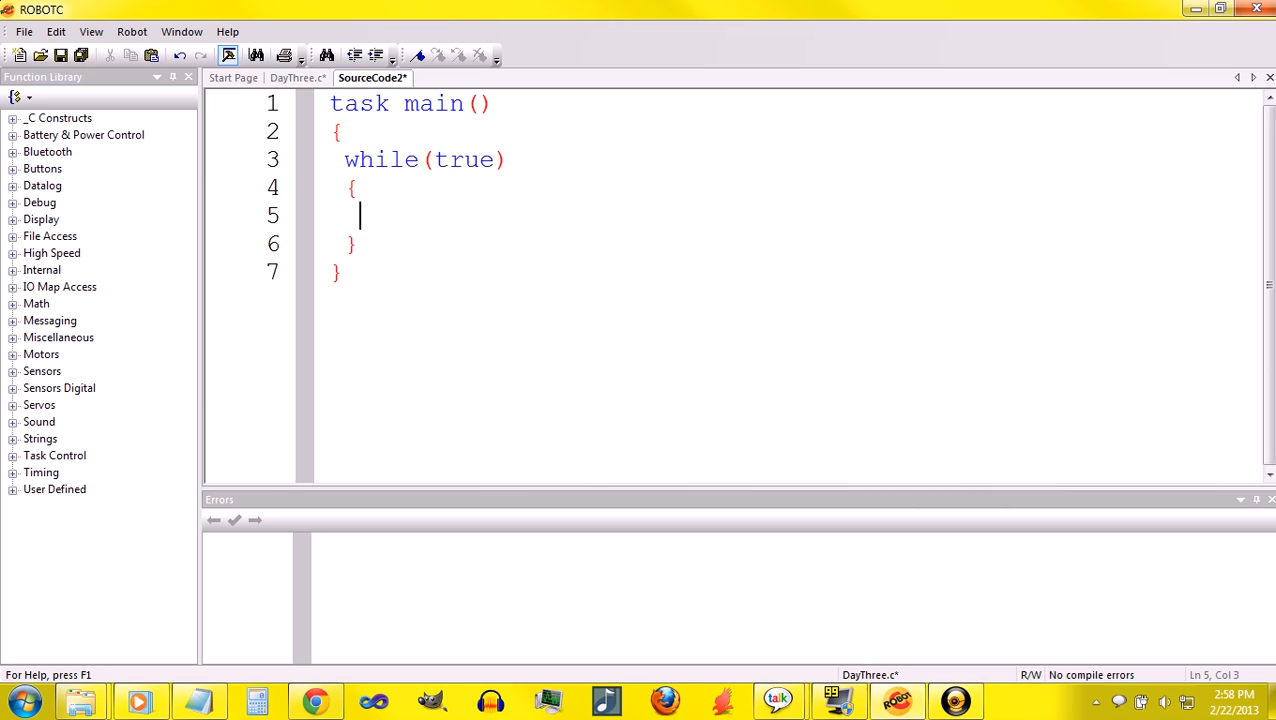 ROBOTC
File Edit View Robot Window Help
Function Library
Start Page DayThree.c* SourceCode2*
_C Constructs
Battery & Power Control
Bluetooth
Buttons
Datalog
Debug
Display
File Access
High Speed
Internal
IO Map Access
Math
Messaging
Miscellaneous
Motors
Sensors
Sensors Digital
Servos
Sound
Strings
Task Control
Timing
User Defined
1 task main()
2 {
3 while(true)
4 {
5
6 }
7 }
Errors
For Help, press F1 DayThree.c* R/W No compile errors Ln 5, Col 3
talk 99 ROBOT 2:58 PM
2/22/2013